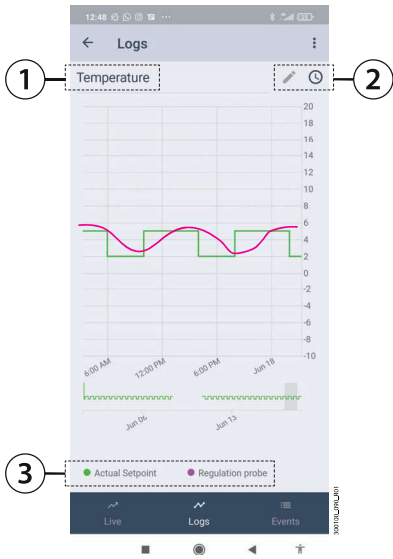 12:48
Logs
1
Temperature
2
20
18
16
14
12
10
8
6
4
2
0
-2
-4
-6
-8
-10
6:00 AM 12:00 PM 6:00 PM Jun 18
Jun 06 Jun 13
3
Actual Setpoint Regulation probe
Live Logs Events
300100_090_R01